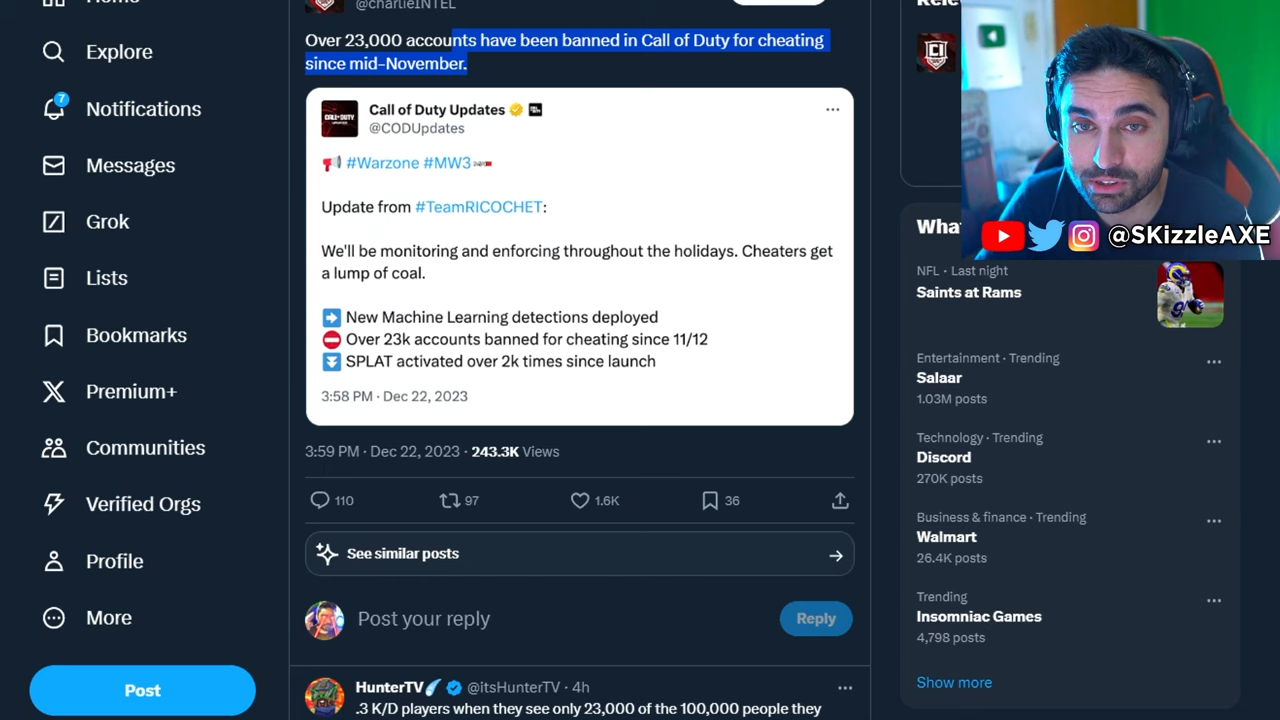 Home
Explore
7
Notifications
Messages
Grok
Lists
Bookmarks
Premium+
Communities
Verified Orgs
Profile
More
Post
@charlieINTEL
Over 23,000 accounts have been banned in Call of Duty for cheating
since mid-November.
CALL OF DUTY
UPDATES
Call of Duty Updates
@CODUpdates
#Warzone #MW3
Update from #TeamRICOCHET:
We'll be monitoring and enforcing throughout the holidays. Cheaters get
a lump of coal.
New Machine Learning detections deployed
Over 23k accounts banned for cheating since 11/12
SPLAT activated over 2k times since launch
3:58 PM · Dec 22, 2023
3:59 PM · Dec 22, 2023 · 243.3K Views
110
97
1.6K
36
See similar posts
Post your reply
Reply
HunterTV @itsHunterTV · 4h
.3 K/D players when they see only 23,000 of the 100,000 people they
CI
@SKizzleAXE
NFL · Last night
Saints at Rams
Entertainment · Trending
Salaar
1.03M posts
Technology · Trending
Discord
270K posts
Business & finance · Trending
Walmart
26.4K posts
Trending
Insomniac Games
4,798 posts
Show more